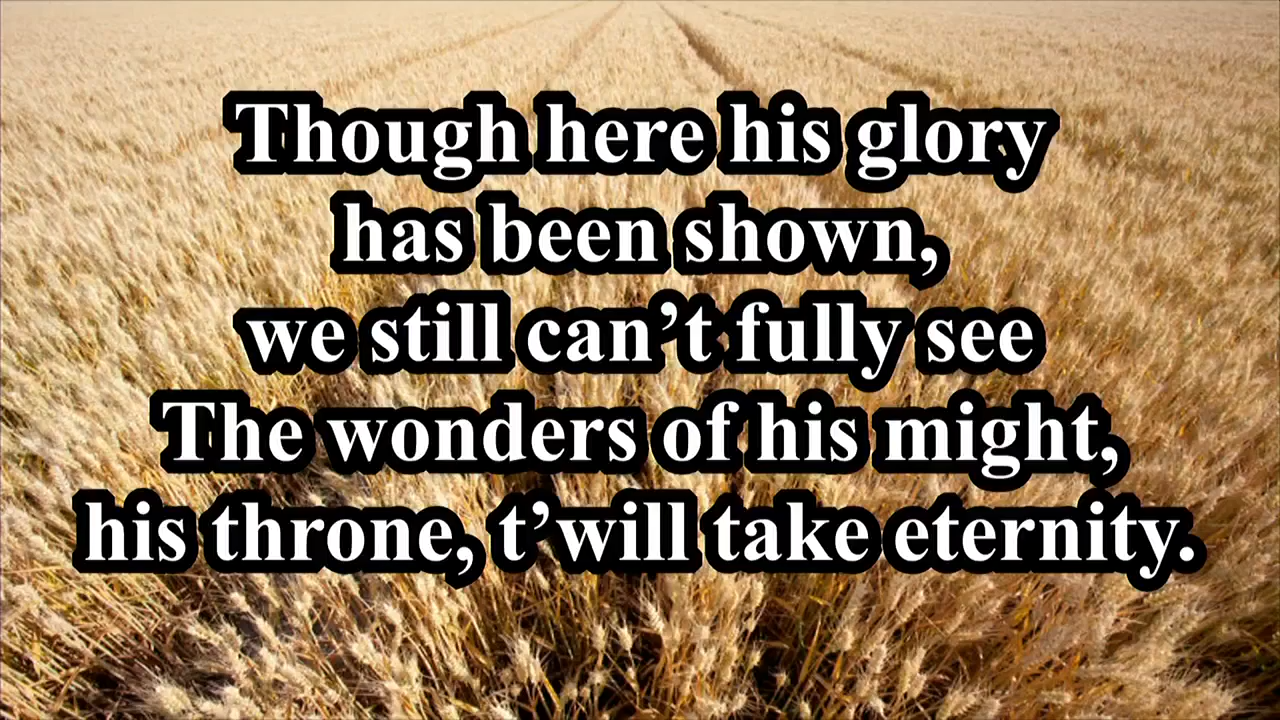 Though here his glory
has been shown,
we still can’t fully see
The wonders of his might,
his throne, t’will take eternity.